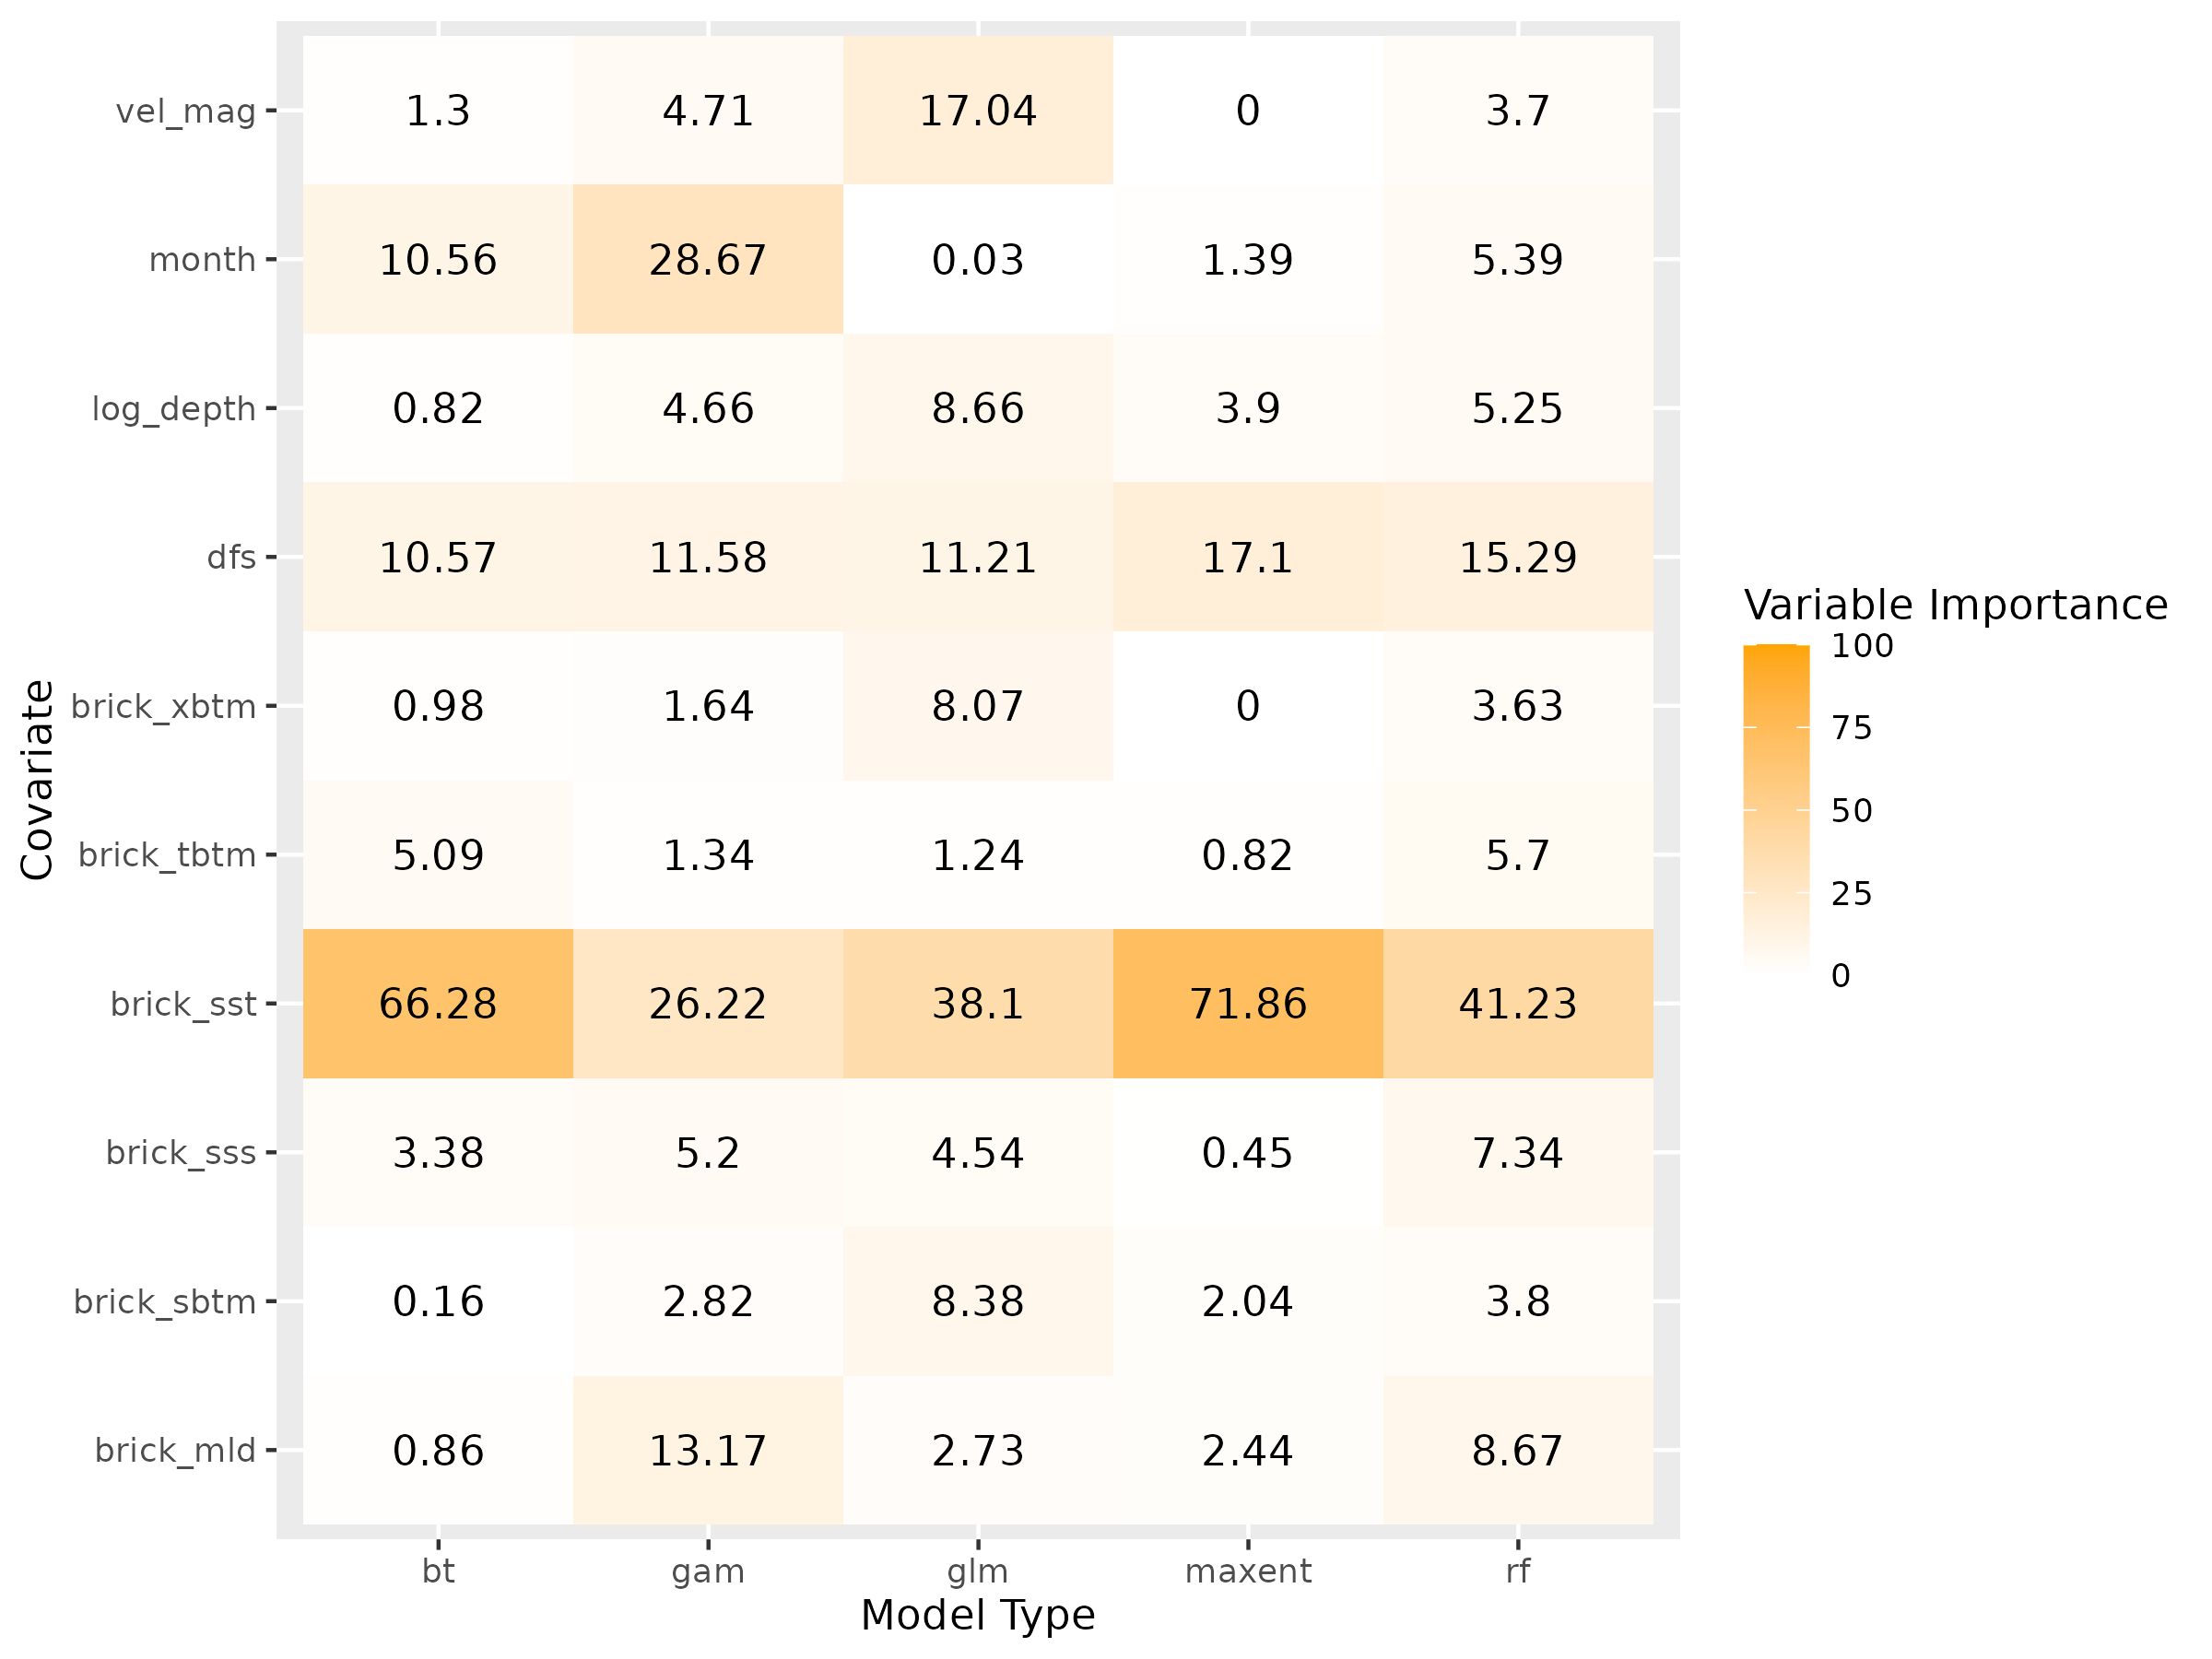 vel_mag 1.3 4.71 17.04 0 3.7
month 10.56 28.67 0.03 1.39 5.39
log_depth 0.82 4.66 8.66 3.9 5.25
dfs 10.57 11.58 11.21 17.1 15.29
brick_xbtm 0.98 1.64 8.07 0 3.63
brick_tbtm 5.09 1.34 1.24 0.82 5.7
brick_sst 66.28 26.22 38.1 71.86 41.23
brick_sss 3.38 5.2 4.54 0.45 7.34
brick_sbtm 0.16 2.82 8.38 2.04 3.8
brick_mld 0.86 13.17 2.73 2.44 8.67
bt gam glm maxent rf
Model Type
Covariate
Variable Importance
100
75
50
25
0